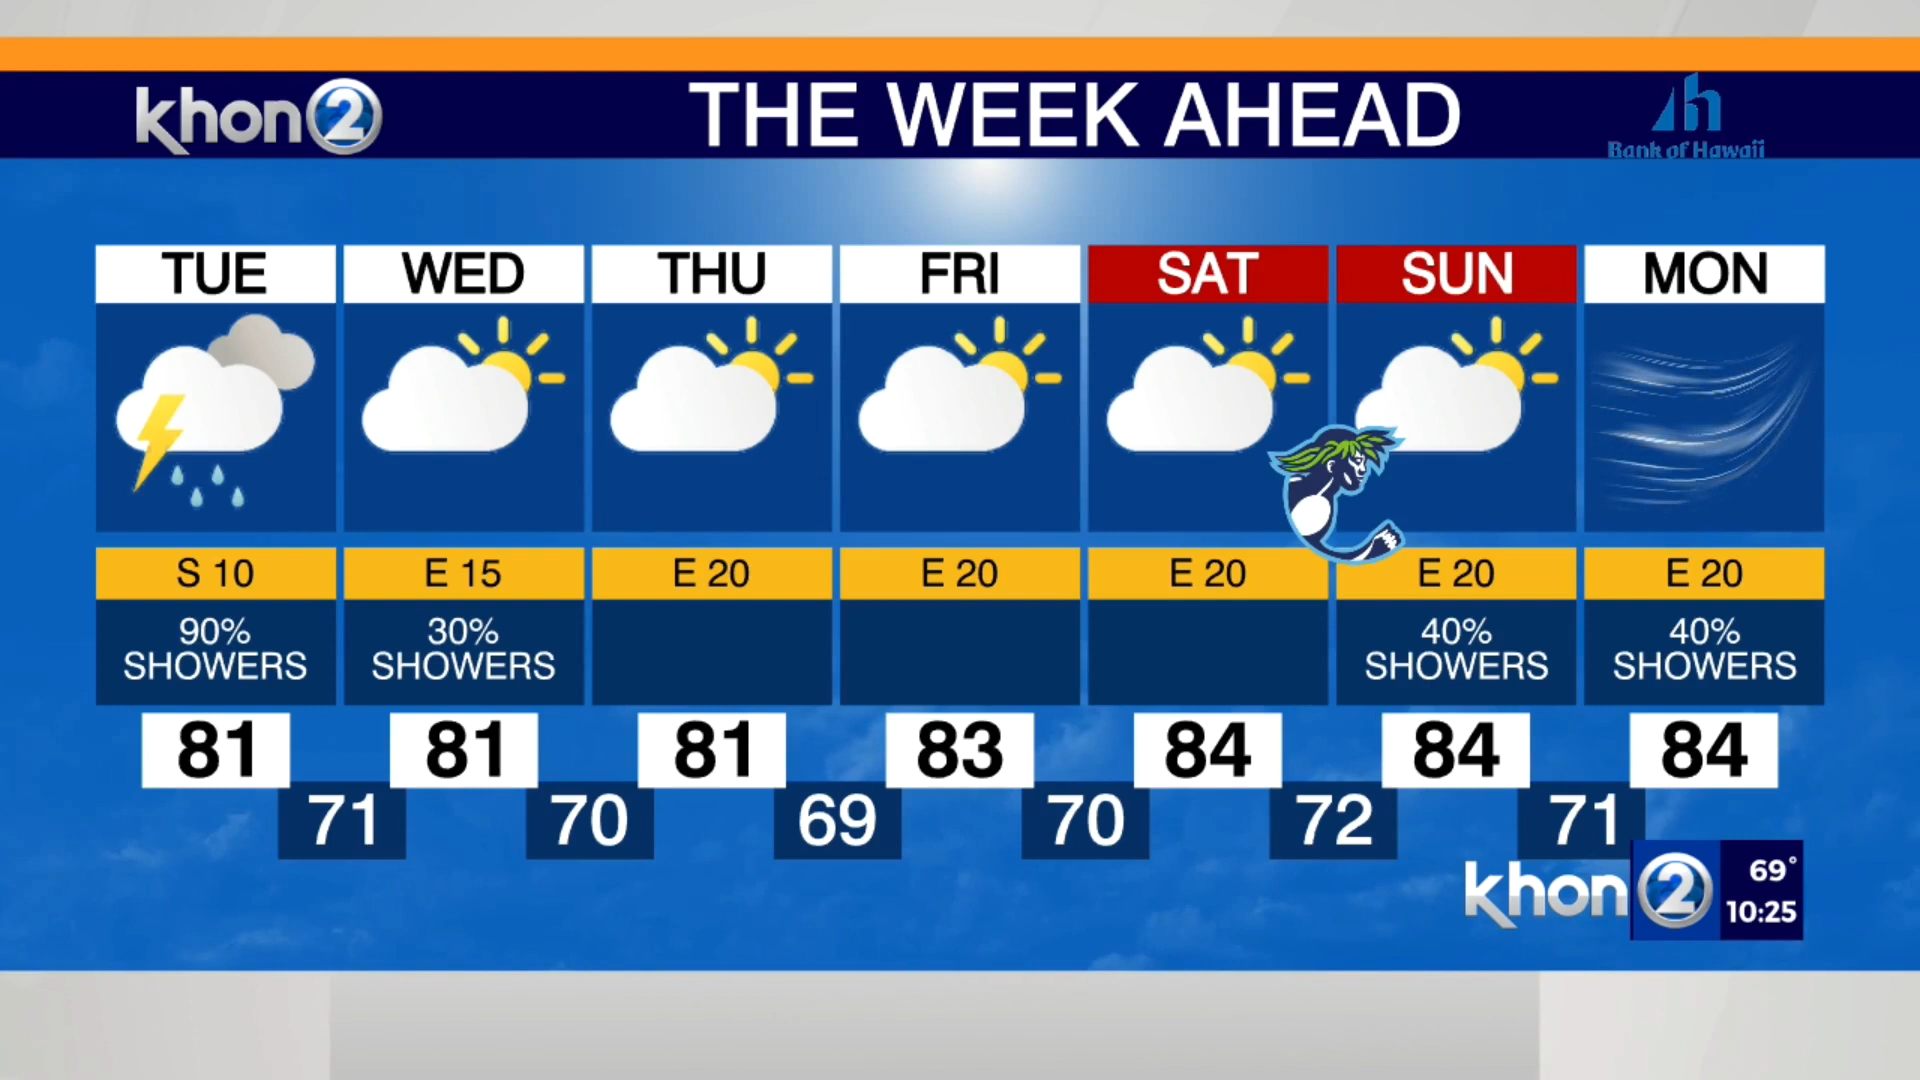 khon2
THE WEEK AHEAD
Bank of Hawaii
TUE WED THU FRI SAT SUN MON
S 10 E 15 E 20 E 20 E 20 E 20 E 20
90% 30% 40% 40%
SHOWERS SHOWERS SHOWERS SHOWERS
81 81 81 83 84 84 84
71 70 69 70 72 71
khon2
69°
10:25